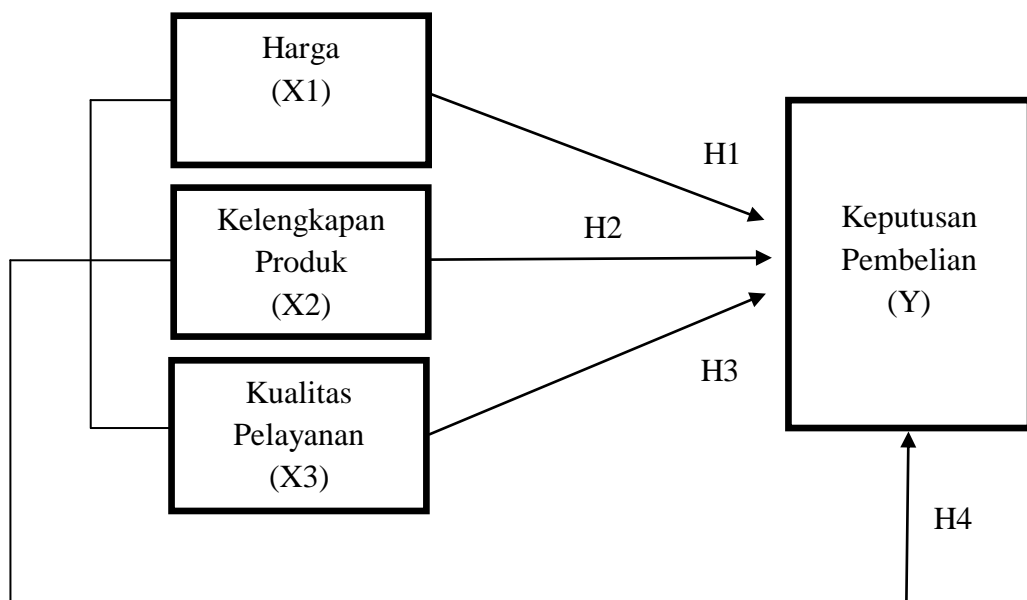 Harga
(X1)
H1
Kelengkapan
Produk
(X2)
H2
Keputusan
Pembelian
(Y)
Kualitas
Pelayanan
(X3)
H3
H4